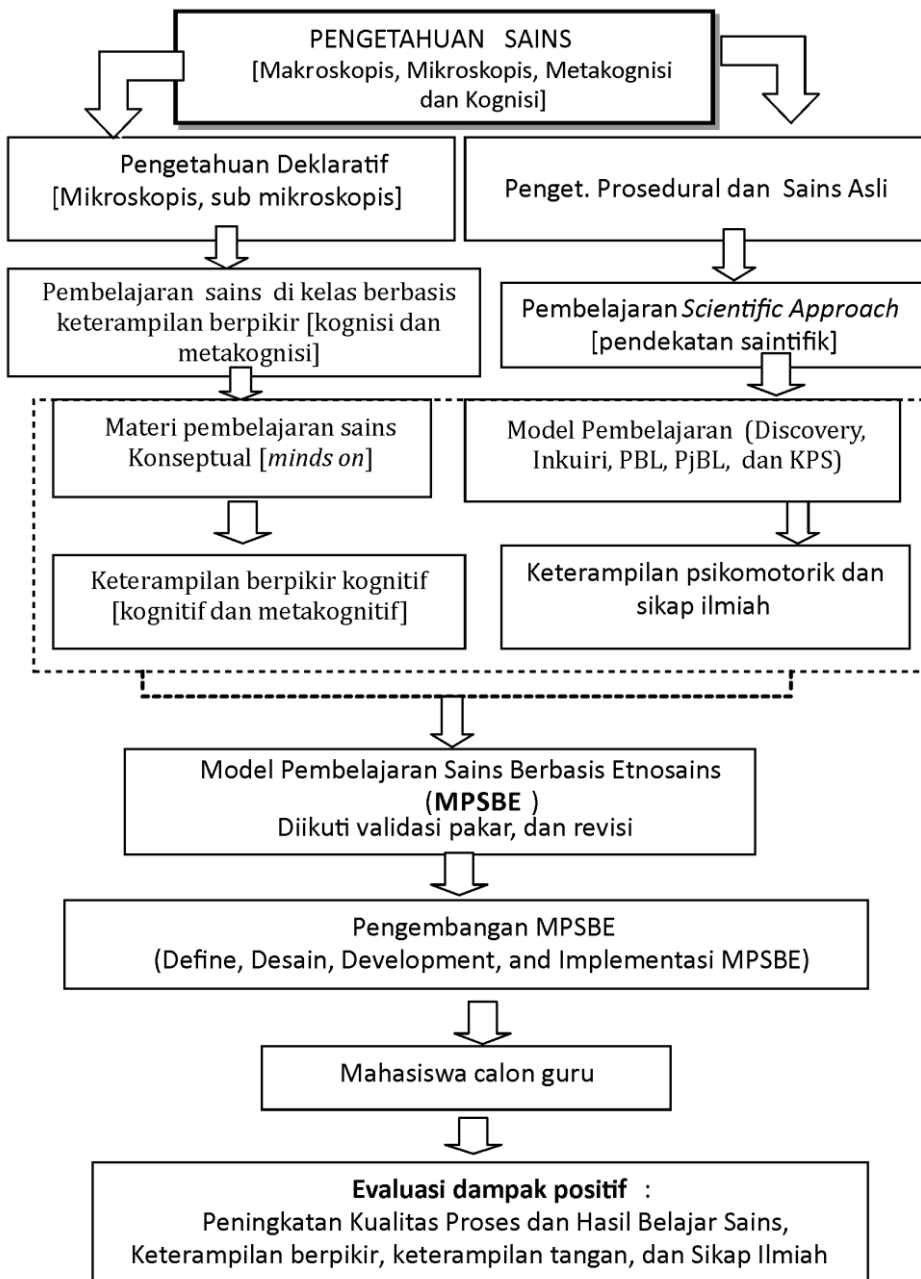 PENGETAHUAN SAINS
[Makroskopis, Mikroskopis, Metakognisi
dan Kognisi]
Pengetahuan Deklaratif
[Mikroskopis, sub mikroskopis]
Penget. Prosedural dan Sains Asli
Pembelajaran sains di kelas berbasis
keterampilan berpikir [kognisi dan
metakognisi]
Pembelajaran Scientific Approach
[pendekatan saintifik]
Materi pembelajaran sains
Konseptual [minds on]
Model Pembelajaran (Discovery,
Inkuiri, PBL, PjBL, dan KPS)
Keterampilan berpikir kognitif
[kognitif dan metakognitif]
Keterampilan psikomotorik dan
sikap ilmiah
Model Pembelajaran Sains Berbasis Etnosains
(MPSBE )
Diikuti validasi pakar, dan revisi
Pengembangan MPSBE
(Define, Desain, Development, and Implementasi MPSBE)
Mahasiswa calon guru
Evaluasi dampak positif :
Peningkatan Kualitas Proses dan Hasil Belajar Sains,
Keterampilan berpikir, keterampilan tangan, dan Sikap Ilmiah